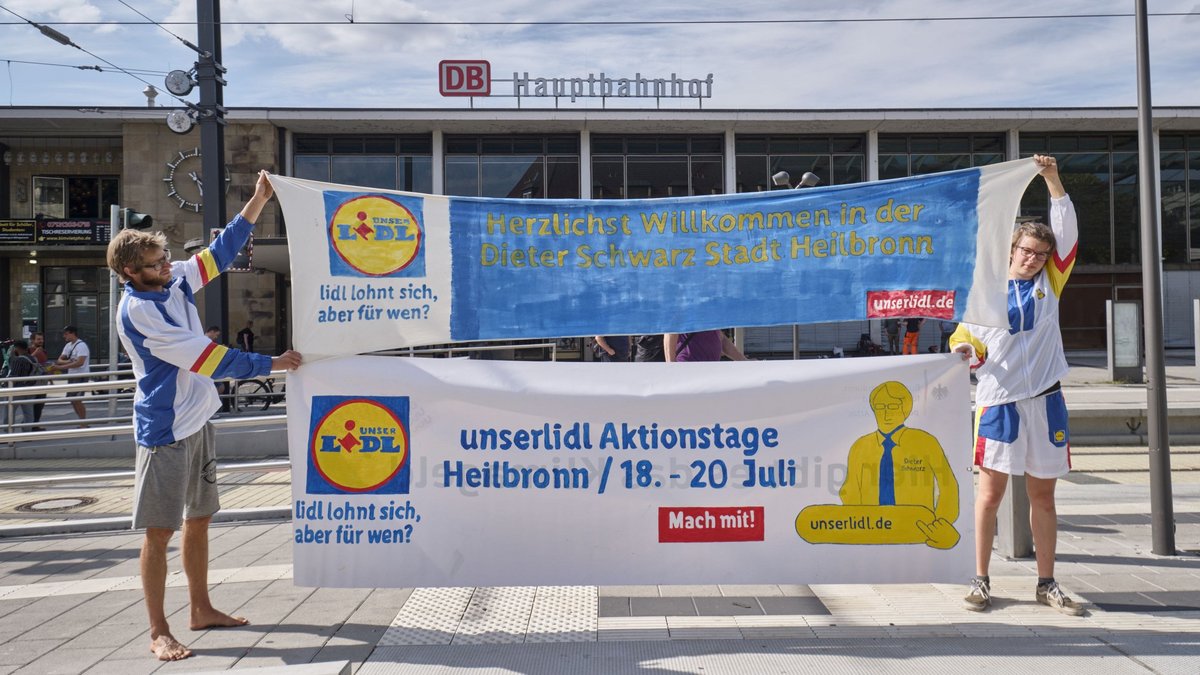 DB Hauptbahnhof
UNSER
LiDL
lidl lohnt sich,
aber für wen?
Herzlichst Willkommen in der
Dieter Schwarz Stadt Heilbronn
unserlidl.de
UNSER
LiDL
lidl lohnt sich,
aber für wen?
unserlidl Aktionstage
Heilbronn / 18. - 20 Juli
Mach mit!
Dieter
Schwarz
unserlidl.de